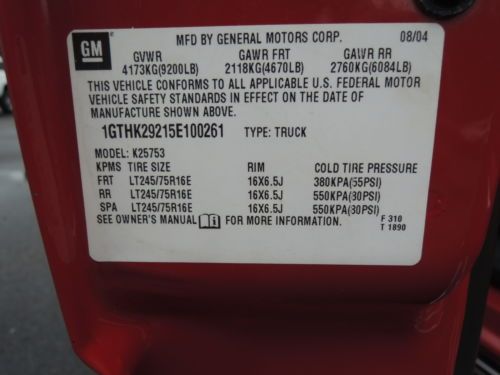 GM
MFD BY GENERAL MOTORS CORP. 08/04
GVWR GAWR FRT GAWR RR
4173KG(9200LB) 2118KG(4670LB) 2760KG(6084LB)
THIS VEHICLE CONFORMS TO ALL APPLICABLE U.S. FEDERAL MOTOR
VEHICLE SAFETY STANDARDS IN EFFECT ON THE DATE OF
MANUFACTURE SHOWN ABOVE.
1GTHK29215E100261 TYPE: TRUCK
MODEL: K25753
KPMS TIRE SIZE RIM COLD TIRE PRESSURE
FRT LT245/75R16E 16X6.5J 380KPA(55PSI)
RR LT245/75R16E 16X6.5J 550KPA(30PSI)
SPA LT245/75R16E 16X6.5J 550KPA(30PSI)
SEE OWNER'S MANUAL FOR MORE INFORMATION. F 310
T 1890